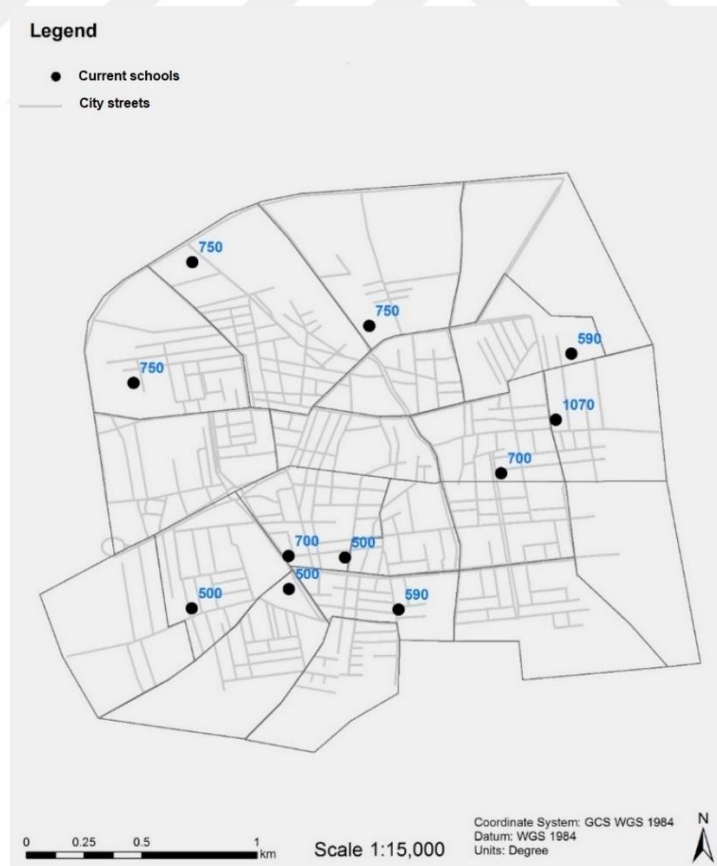 Legend
Current schools
City streets
750
750
590
750
1070
700
700
500
500
500
590
0 0.25 0.5 1
km
Scale 1:15,000
Coordinate System: GCS WGS 1984
Datum: WGS 1984
Units: Degree
N